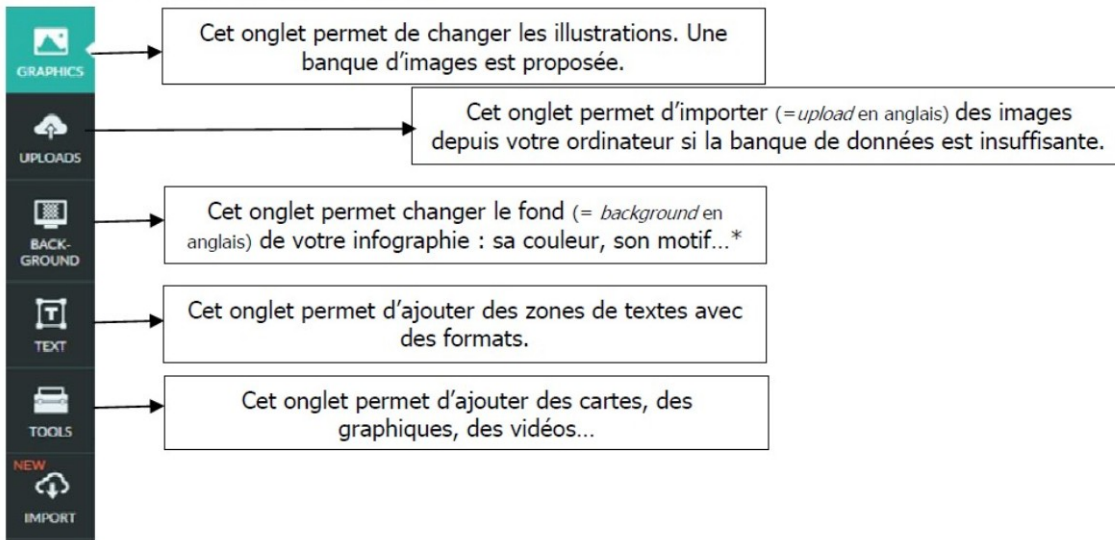 GRAPHICS
Cet onglet permet de changer les illustrations. Une
banque d'images est proposée.
UPLOADS
Cet onglet permet d'importer (=upload en anglais) des images
depuis votre ordinateur si la banque de données est insuffisante.
BACK-
GROUND
Cet onglet permet changer le fond (= background en
anglais) de votre infographie : sa couleur, son motif...*
TEXT
Cet onglet permet d'ajouter des zones de textes avec
des formats.
TOOLS
Cet onglet permet d'ajouter des cartes, des
graphiques, des vidéos...
NEW
IMPORT